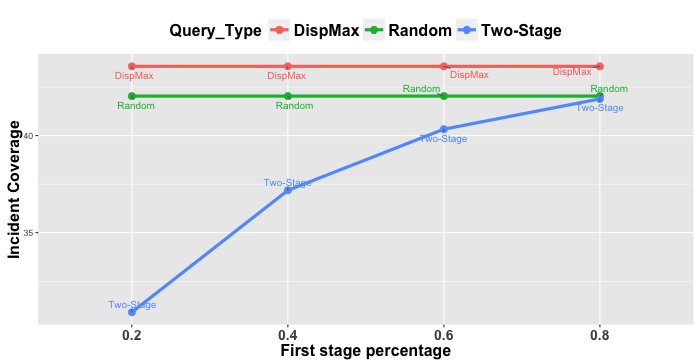 Query_Type DispMax Random Two-Stage
DispMax DispMax DispMax DispMax
Random Random Random Random
Two-Stage Two-Stage Two-Stage Two-Stage
40
35
Incident Coverage
0.2 0.4 0.6 0.8
First stage percentage